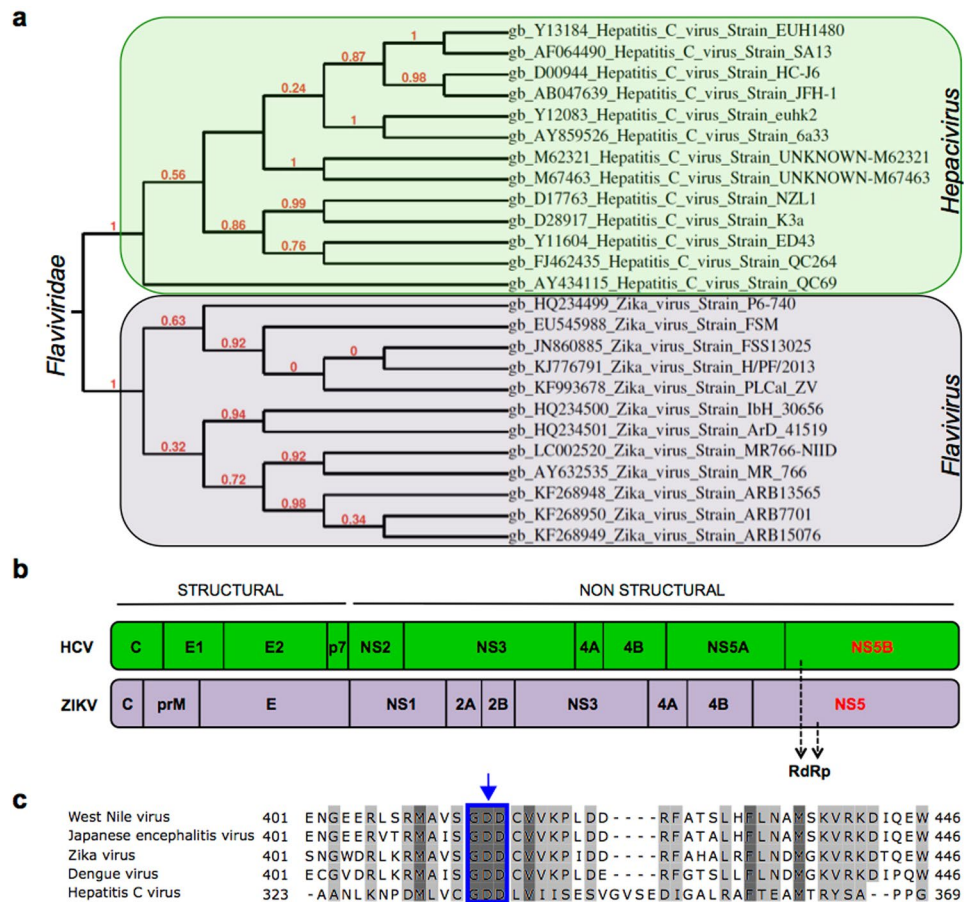 a
gb_Y13184_Hepatitis_C_virus_Strain_EUH1480
gb_AF064490_Hepatitis_C_virus_Strain_SA13
gb_D00944_Hepatitis_C_virus_Strain_HC-J6
gb_AB047639_Hepatitis_C_virus_Strain_JFH-1
gb_Y12083_Hepatitis_C_virus_Strain_euhk2
gb_AY859526_Hepatitis_C_virus_Strain_6a33
gb_M62321_Hepatitis_C_virus_Strain_UNKNOWN-M62321
gb_M67463_Hepatitis_C_virus_Strain_UNKNOWN-M67463
gb_D17763_Hepatitis_C_virus_Strain_NZL1
gb_D28917_Hepatitis_C_virus_Strain_K3a
gb_Y11604_Hepatitis_C_virus_Strain_ED43
gb_FJ462435_Hepatitis_C_virus_Strain_QC264
gb_AY434115_Hepatitis_C_virus_Strain_QC69
gb_HQ234499_Zika_virus_Strain_P6-740
gb_EU545988_Zika_virus_Strain_FSM
gb_JN860885_Zika_virus_Strain_FSS13025
gb_KJ776791_Zika_virus_Strain_H/PF/2013
gb_KF993678_Zika_virus_Strain_PLCal_ZV
gb_HQ234500_Zika_virus_Strain_IbH_30656
gb_HQ234501_Zika_virus_Strain_ArD_41519
gb_LC002520_Zika_virus_Strain_MR766-NIID
gb_AY632535_Zika_virus_Strain_MR_766
gb_KF268948_Zika_virus_Strain_ARB13565
gb_KF268950_Zika_virus_Strain_ARB7701
gb_KF268949_Zika_virus_Strain_ARB15076
1
0.87
0.98
0.24
1
1
0.56
0.99
0.86
0.76
1
0.63
0.92
0
0
1
0.94
0.32
0.92
0.72
0.98
0.34
Flaviviridae
Hepacivirus
Flavivirus
b
STRUCTURAL NON STRUCTURAL
HCV C E1 E2 p7 NS2 NS3 4A 4B NS5A NS5B
ZIKV C prM E NS1 2A 2B NS3 4A 4B NS5
RdRp
c
West Nile virus 401 ENGEERLSRMAVSGDDCVVKPLDD----RFATSLHFLNAMSKVRKDIQEW 446
Japanese encephalitis virus 401 ENGEERVTRMAISGDDCVVKPLDD----RFATSLHFLNAMSKVRKDIQEW 446
Zika virus 401 SNGWDRLKRMAVSGDDCVVKPIDD----RFAHALRFLNDMGKVRKDTQEW 446
Dengue virus 401 ECGVDRLKRMAISGDDCVVKPLDE----RFGTSLLFLNDMGKVRKDIQEW 446
Hepatitis C virus 323 -AANLKNPDMLVCGDDLVIISESVGVSEDIGALRAFTEAMTRYSA--PPG 369